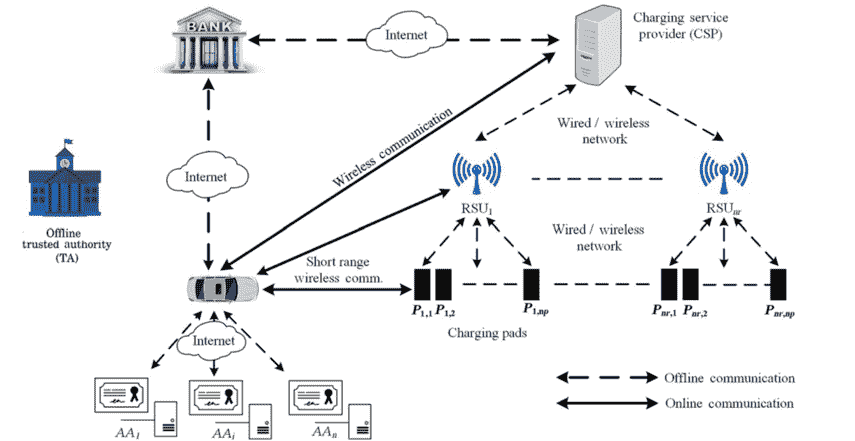 BANK
Internet
Charging service
provider (CSP)
Wireless communication
Wired / wireless
network
Internet
Offline
trusted authority
(TA)
RSU1
RSUnr
Wired / wireless
network
Short range
wireless comm.
P1,1 P1,2 P1,np Pnr,1 Pnr,2 Pnr,np
Charging pads
Internet
Offline communication
Online communication
AA1 AAi AAn